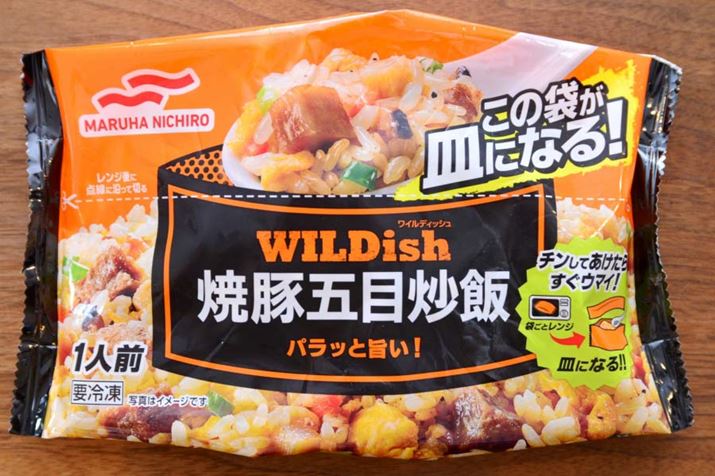 MARUHA NICHIRO
この袋が
皿になる!
レンジ後に
点線に沿って切る
ワイルディッシュ
WILDish
焼豚五目炒飯
パラッと旨い!
チンしてあけたら
すぐウマイ!
袋ごとレンジ
皿になる!!
1人前
要冷凍
写真はイメージです